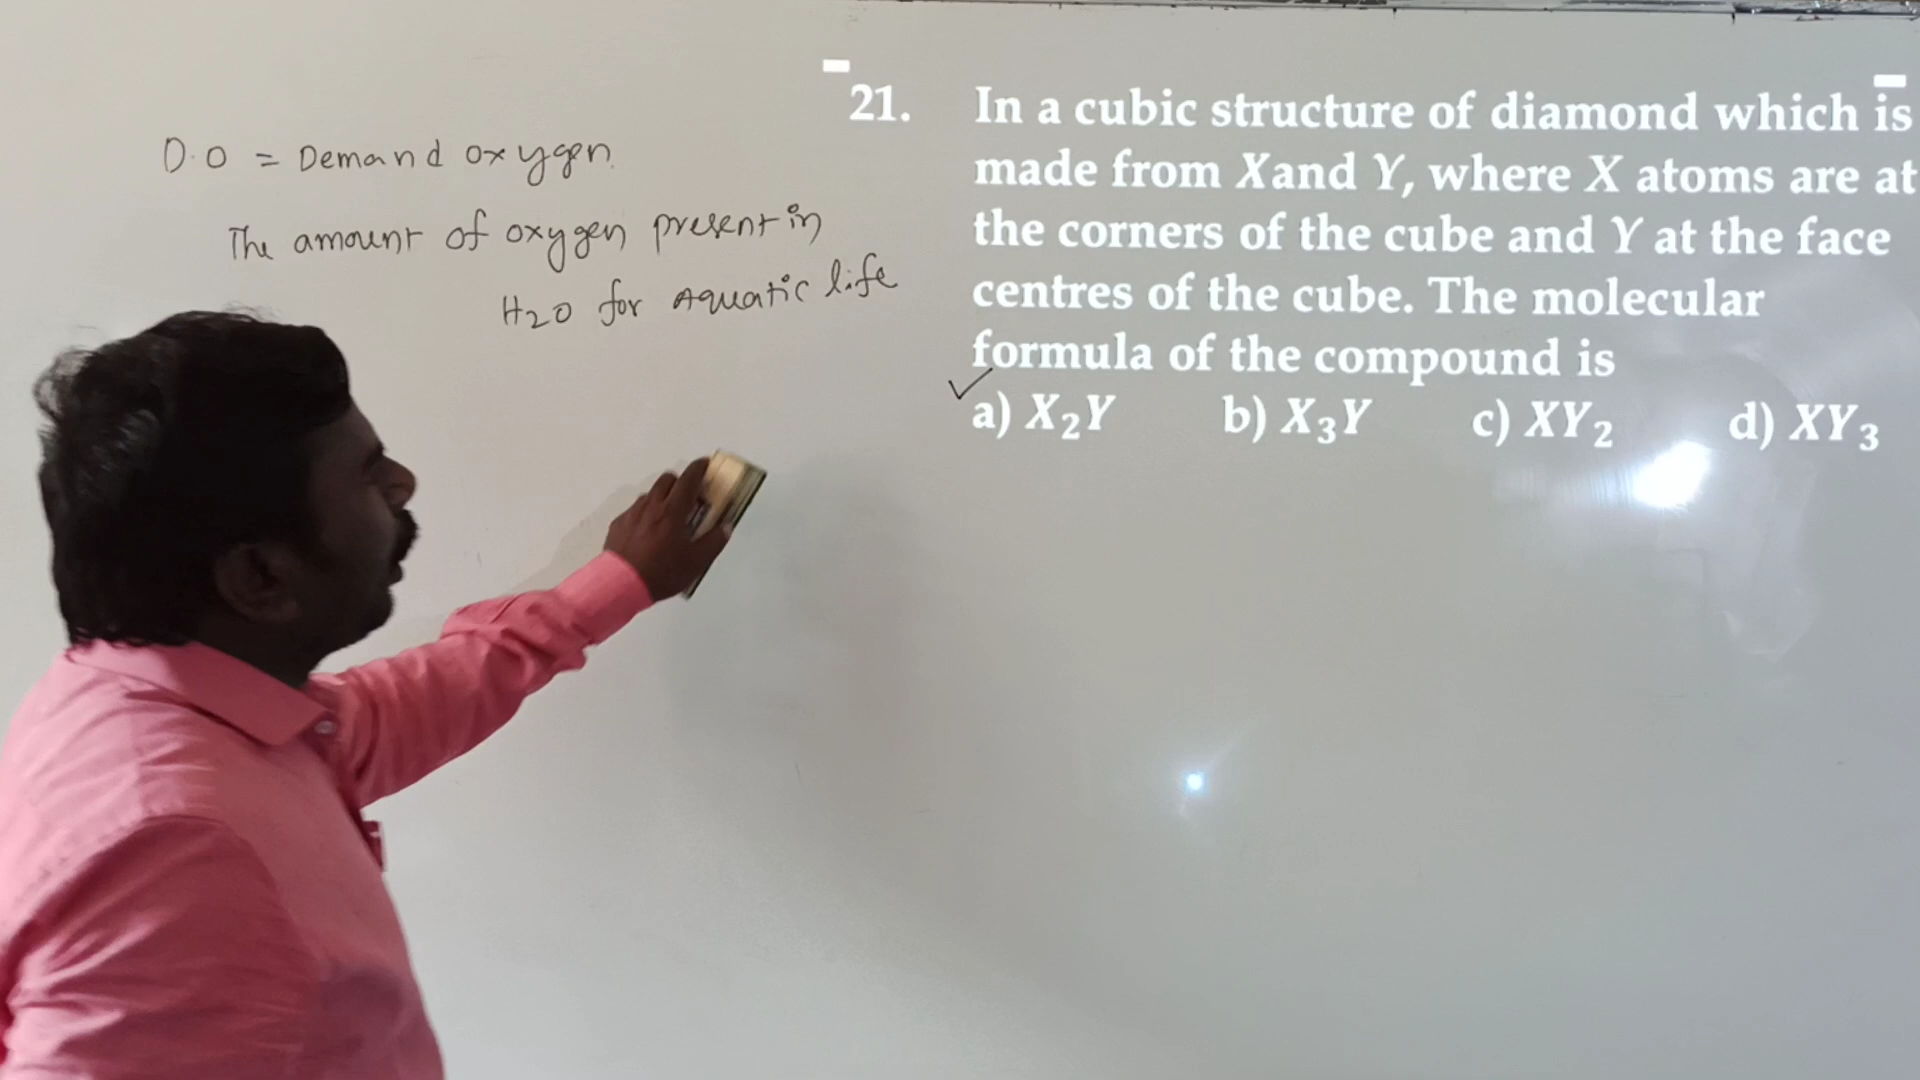 D.O = Demand oxygen.
The amount of oxygen present in
H2O for Aquatic life
21. In a cubic structure of diamond which is
made from Xand Y, where X atoms are at
the corners of the cube and Y at the face
centres of the cube. The molecular
formula of the compound is
✓
a) X₂Y b) X₃Y c) XY₂ d) XY₃